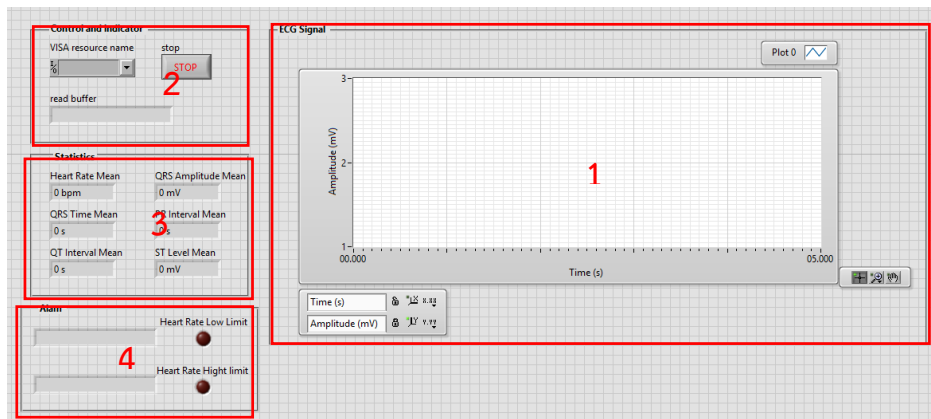 Control and Indicator
VISA resource name
stop
STOP
2
read buffer
Statistics
Heart Rate Mean
QRS Amplitude Mean
0 bpm
0 mV
QRS Time Mean
PR Interval Mean
0 s
0 s
3
QT Interval Mean
ST Level Mean
0 s
0 mV
Alam
Heart Rate Low Limit
4
Heart Rate Hight limit
ECG Signal
Plot 0
3
2
1
Amplitude (mV)
1
00.000
05.000
Time (s)
Time (s)
Amplitude (mV)